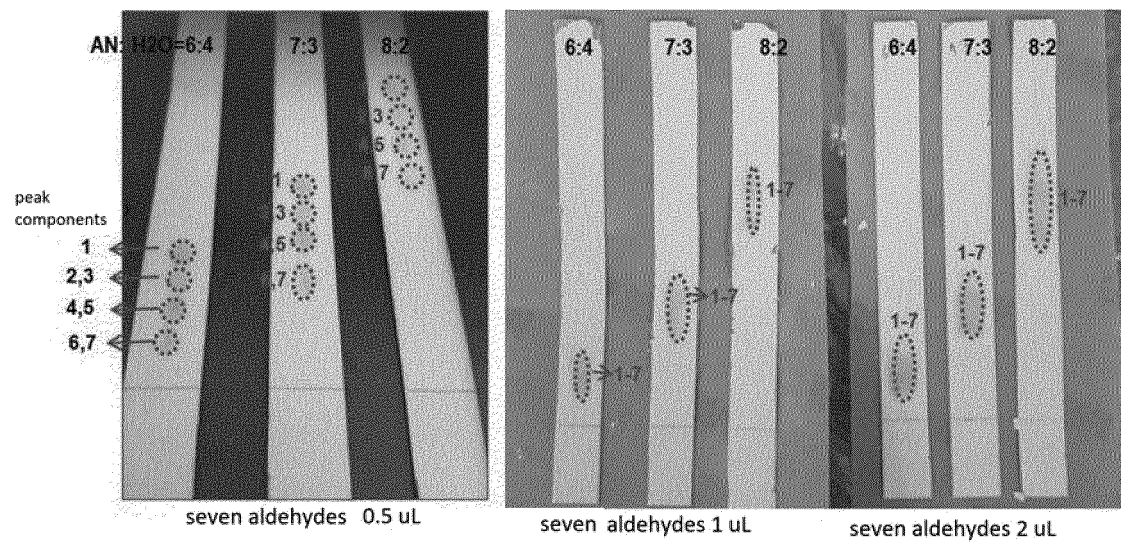 AN: H2O=6:4 7:3 8:2
6:4 7:3 8:2
6:4 7:3 8:2
3
5
7
1
3
5
,7
peak
components
1
2,3
4,5
6,7
1-7
1-7
1-7
1-7
1-7
1-7
seven aldehydes 0.5 uL
seven aldehydes 1 uL
seven aldehydes 2 uL